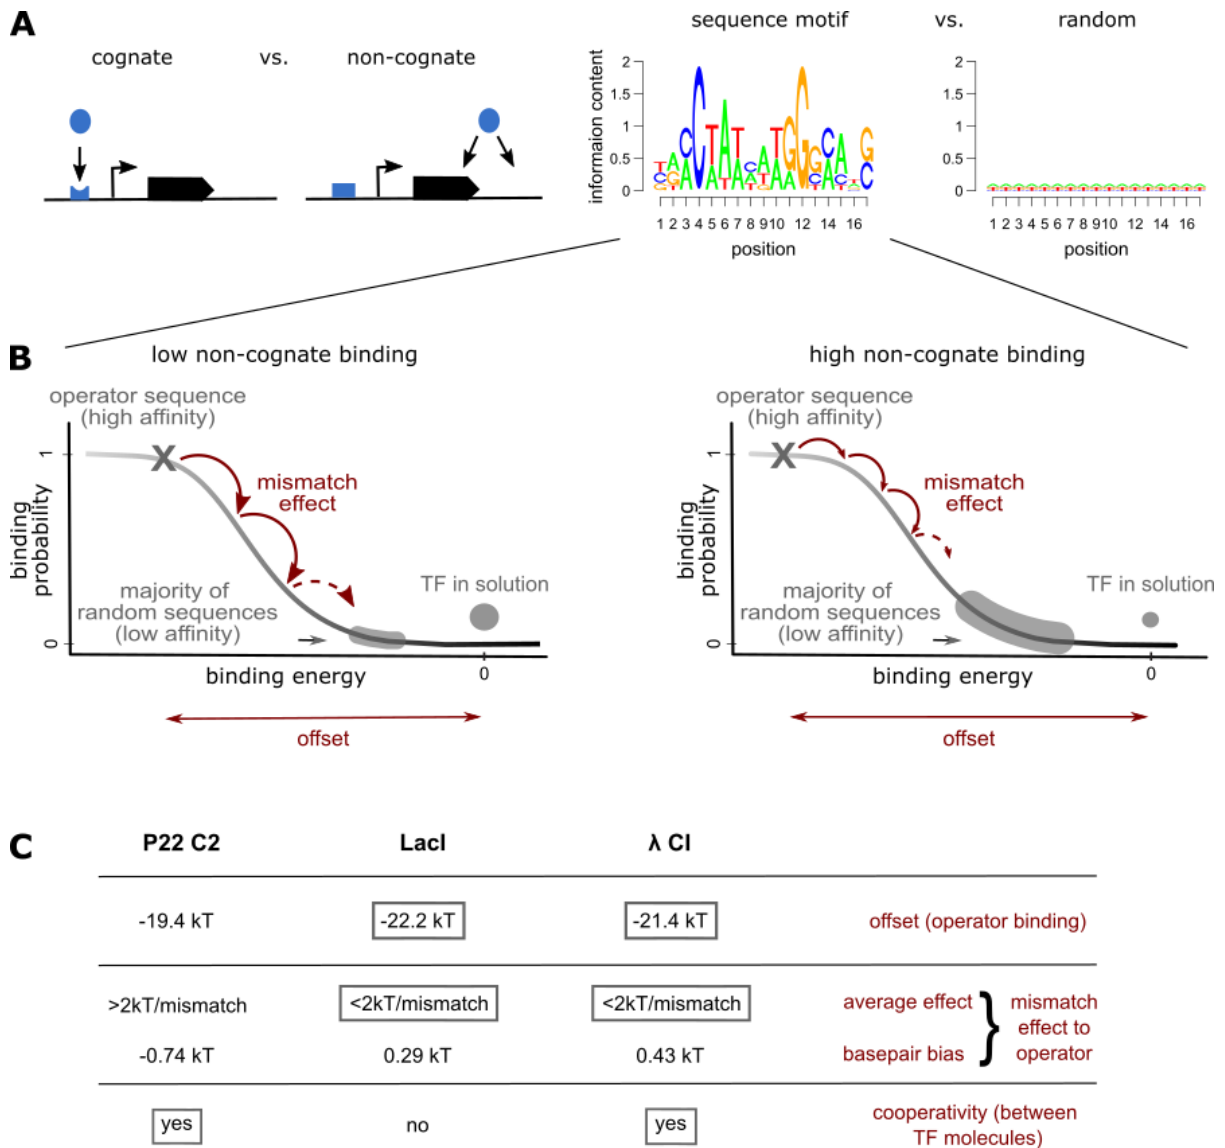 A
cognate vs. non-cognate
sequence motif vs. random
informaion content
2
1.5
1
0.5
0
1 2 3 4 5 6 7 8 910 12 14 16
position
2
1.5
1
0.5
0
1 2 3 4 5 6 7 8 910 12 14 16
position
B
low non-cognate binding
operator sequence
(high affinity)
X
mismatch
effect
majority of
random sequences
(low affinity)
TF in solution
binding
probability
1
0
binding energy
0
offset
high non-cognate binding
operator sequence
(high affinity)
X
mismatch
effect
majority of
random sequences
(low affinity)
TF in solution
binding
probability
1
0
binding energy
0
offset
C
P22 C2 LacI λ CI
-19.4 kT -22.2 kT -21.4 kT offset (operator binding)
>2kT/mismatch <2kT/mismatch <2kT/mismatch average effect
-0.74 kT 0.29 kT 0.43 kT basepair bias
} mismatch
effect to
operator
yes no yes cooperativity (between
TF molecules)